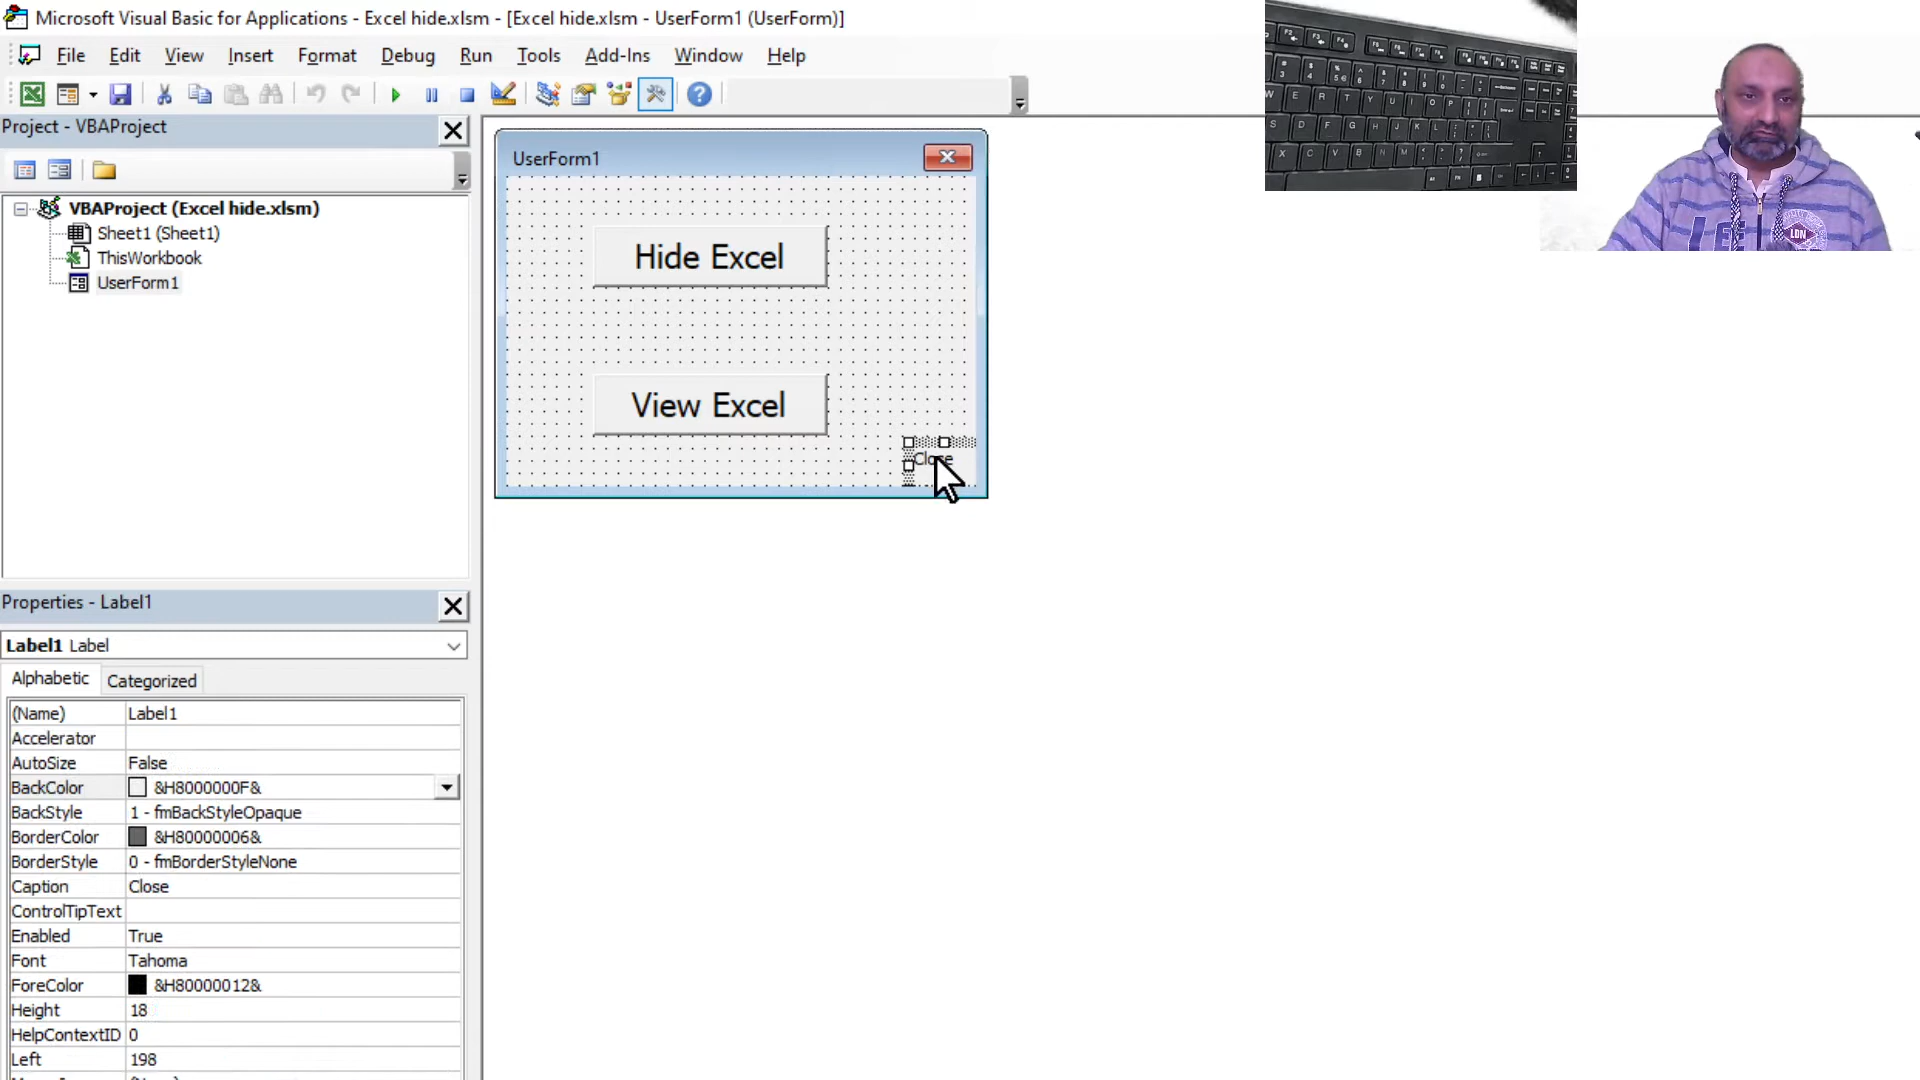 Microsoft Visual Basic for Applications - Excel hide.xlsm - [Excel hide.xlsm - UserForm1 (UserForm)]
File Edit View Insert Format Debug Run Tools Add-Ins Window Help
Project - VBAProject
VBAProject (Excel hide.xlsm)
Sheet1 (Sheet1)
ThisWorkbook
UserForm1
UserForm1
Hide Excel
View Excel
Close
Properties - Label1
Label1 Label
Alphabetic Categorized
(Name) Label1
Accelerator
AutoSize False
BackColor &H8000000F&
BackStyle 1 - fmBackStyleOpaque
BorderColor &H80000006&
BorderStyle 0 - fmBorderStyleNone
Caption Close
ControlTipText
Enabled True
Font Tahoma
ForeColor &H80000012&
Height 18
HelpContextID 0
Left 198
LDN